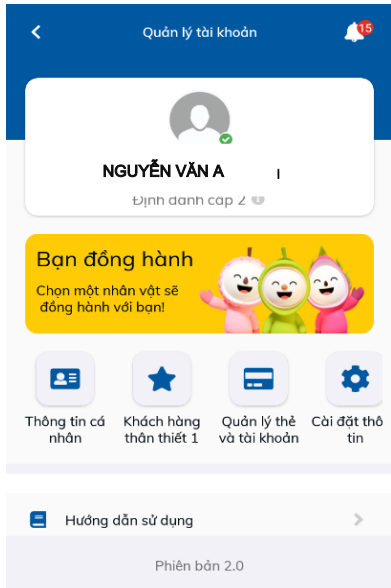 Quản lý tài khoản
15
NGUYỄN VĂN A
Định danh cấp 2
Bạn đồng hành
Chọn một nhân vật sẽ
đồng hành với bạn!
Thông tin cá
nhân
Khách hàng
thân thiết 1
Quản lý thẻ
và tài khoản
Cài đặt thô
tin
Hướng dẫn sử dụng
Phiên bản 2.0